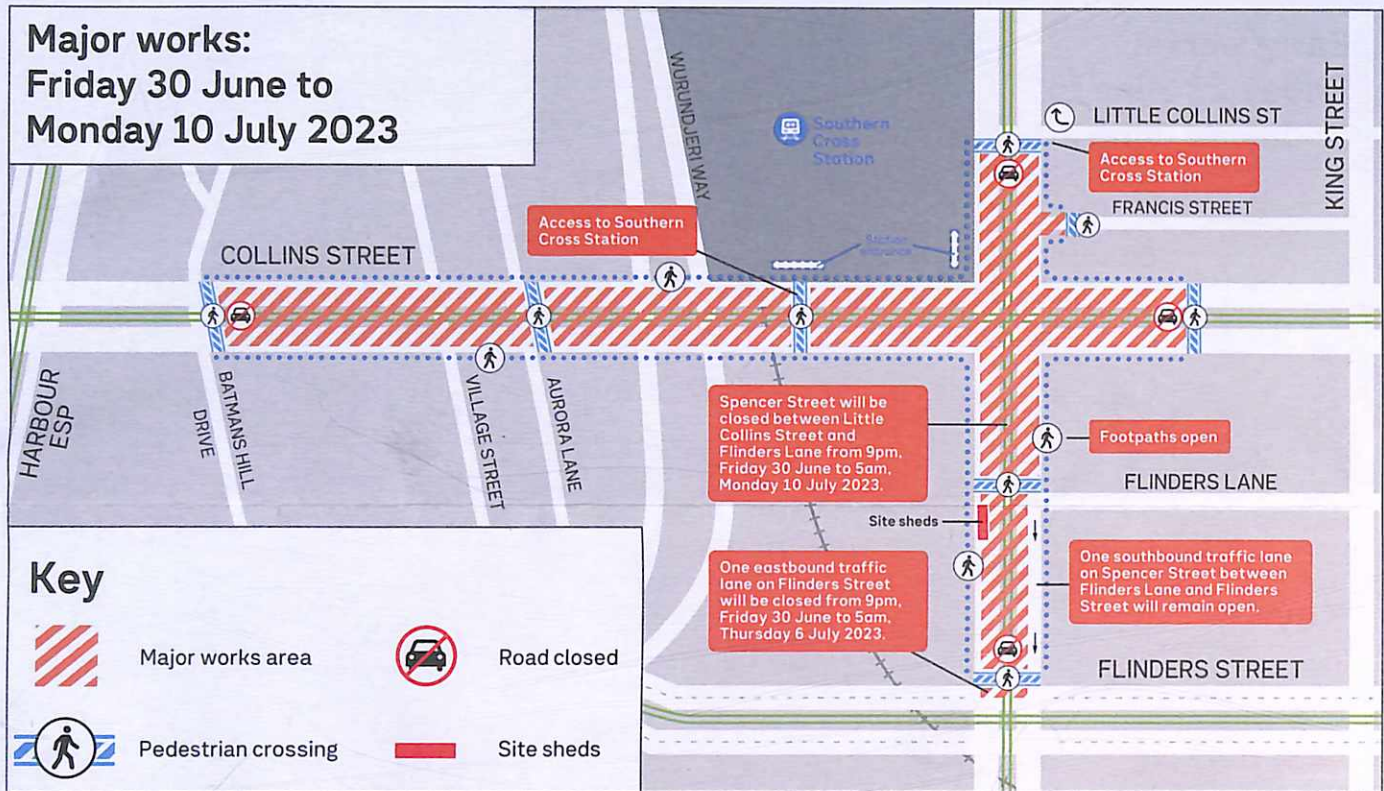 Major works:
Friday 30 June to
Monday 10 July 2023
WURUNDJERI WAY
Southern
Cross
Station
LITTLE COLLINS ST
KING STREET
Access to Southern
Cross Station
FRANCIS STREET
Access to Southern
Cross Station
Station
entrance
COLLINS STREET
HARBOUR
ESP
BATMANS HILL
DRIVE
VILLAGE STREET
AURORA LANE
Spencer Street will be
closed between Little
Collins Street and
Flinders Lane from 9pm,
Friday 30 June to 5am,
Monday 10 July 2023.
Footpaths open
FLINDERS LANE
Site sheds
One eastbound traffic
lane on Flinders Street
will be closed from 9pm,
Friday 30 June to 5am,
Thursday 6 July 2023.
One southbound traffic lane
on Spencer Street between
Flinders Lane and Flinders
Street will remain open.
FLINDERS STREET
Key
Major works area
Road closed
Pedestrian crossing
Site sheds